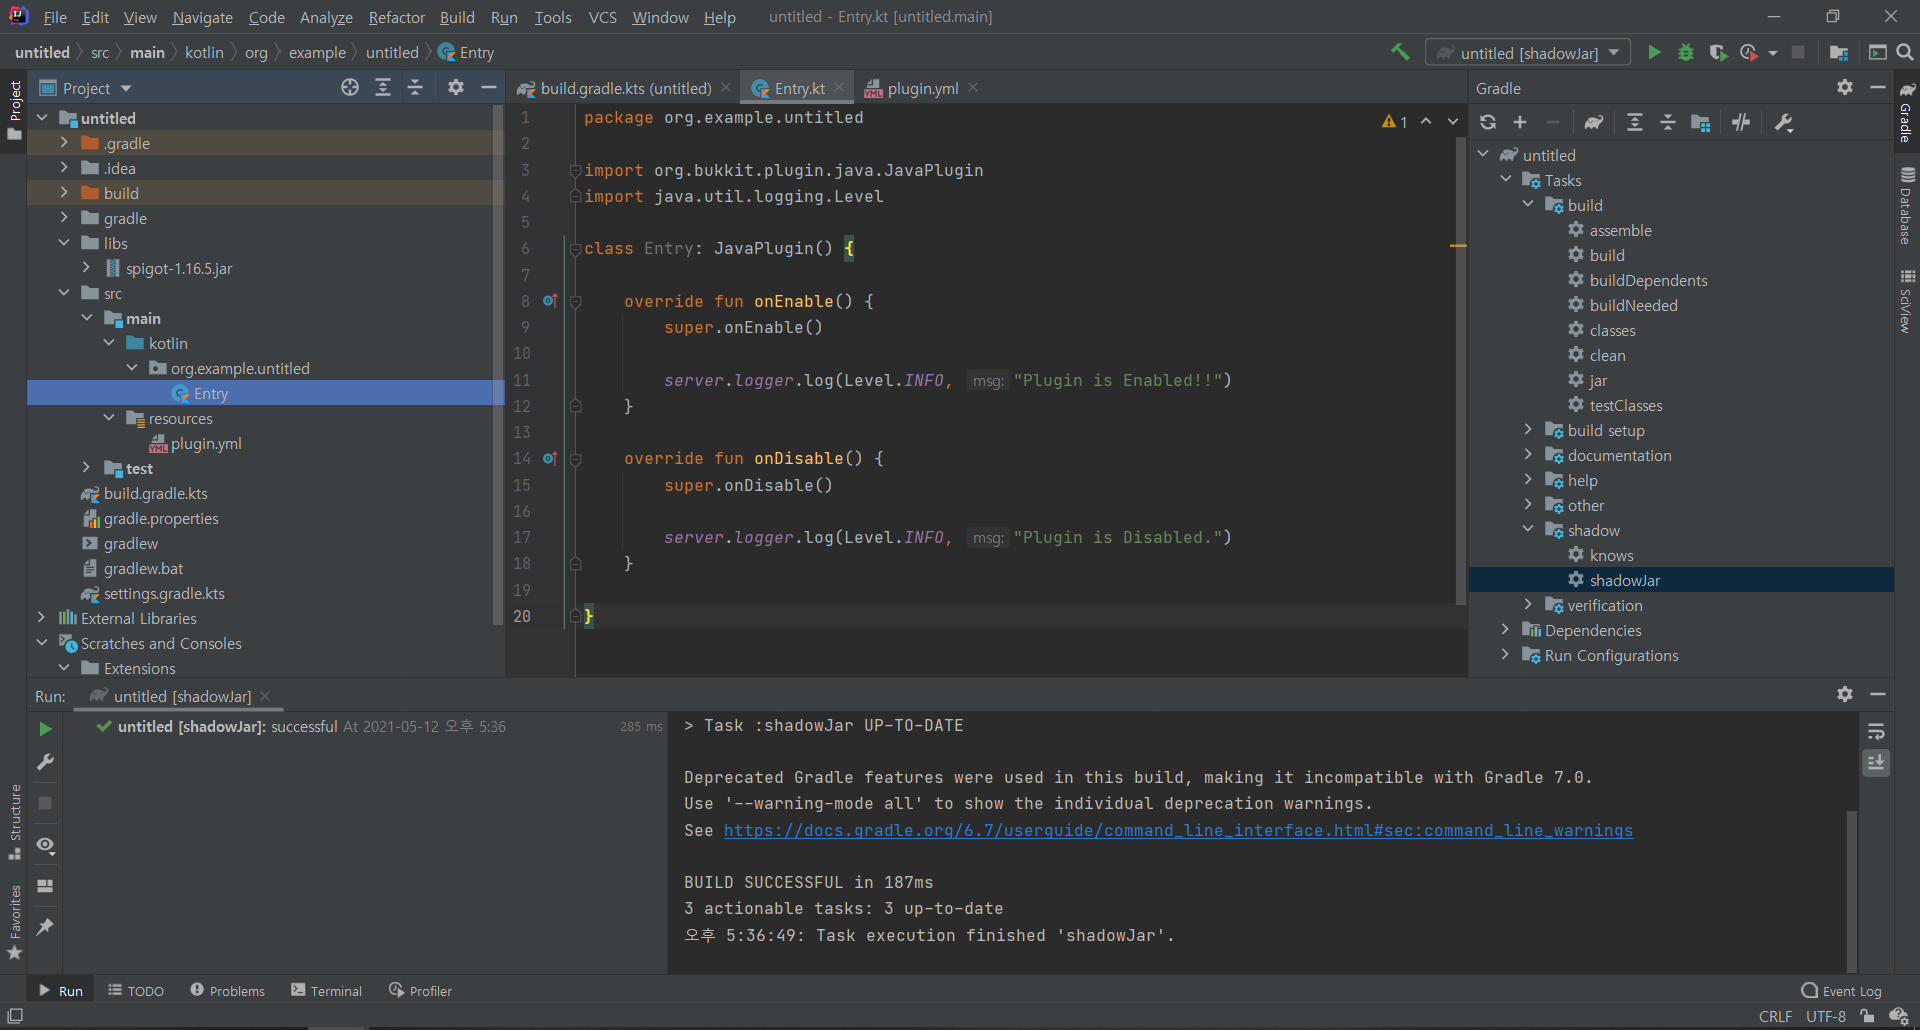 File Edit View Navigate Code Analyze Refactor Build Run Tools VCS Window Help untitled - Entry.kt [untitled.main]
untitled src main kotlin org example untitled Entry
untitled [shadowJar]
Project
build.gradle.kts (untitled) Entry.kt plugin.yml
Gradle
Project
untitled
.gradle
.idea
build
gradle
libs
spigot-1.16.5.jar
src
main
kotlin
org.example.untitled
Entry
resources
plugin.yml
test
build.gradle.kts
gradle.properties
gradlew
gradlew.bat
settings.gradle.kts
External Libraries
Scratches and Consoles
Extensions
Structure
Favorites
1 package org.example.untitled
1
2
3 import org.bukkit.plugin.java.JavaPlugin
4 import java.util.logging.Level
5
6 class Entry: JavaPlugin() {
7
8 override fun onEnable() {
9 super.onEnable()
10
11 server.logger.log(Level.INFO, msg: "Plugin is Enabled!!")
12 }
13
14 override fun onDisable() {
15 super.onDisable()
16
17 server.logger.log(Level.INFO, msg: "Plugin is Disabled.")
18 }
19
20 }
untitled
Tasks
build
assemble
build
buildDependents
buildNeeded
classes
clean
jar
testClasses
build setup
documentation
help
other
shadow
knows
shadowJar
verification
Dependencies
Run Configurations
Gradle
Database
SciView
Run: untitled [shadowJar]
untitled [shadowJar]: successful At 2021-05-12 오후 5:36 285 ms
> Task :shadowJar UP-TO-DATE
Deprecated Gradle features were used in this build, making it incompatible with Gradle 7.0.
Use '--warning-mode all' to show the individual deprecation warnings.
See https://docs.gradle.org/6.7/userguide/command_line_interface.html#sec:command_line_warnings
BUILD SUCCESSFUL in 187ms
3 actionable tasks: 3 up-to-date
오후 5:36:49: Task execution finished 'shadowJar'.
Run TODO Problems Terminal Profiler Event Log
CRLF UTF-8